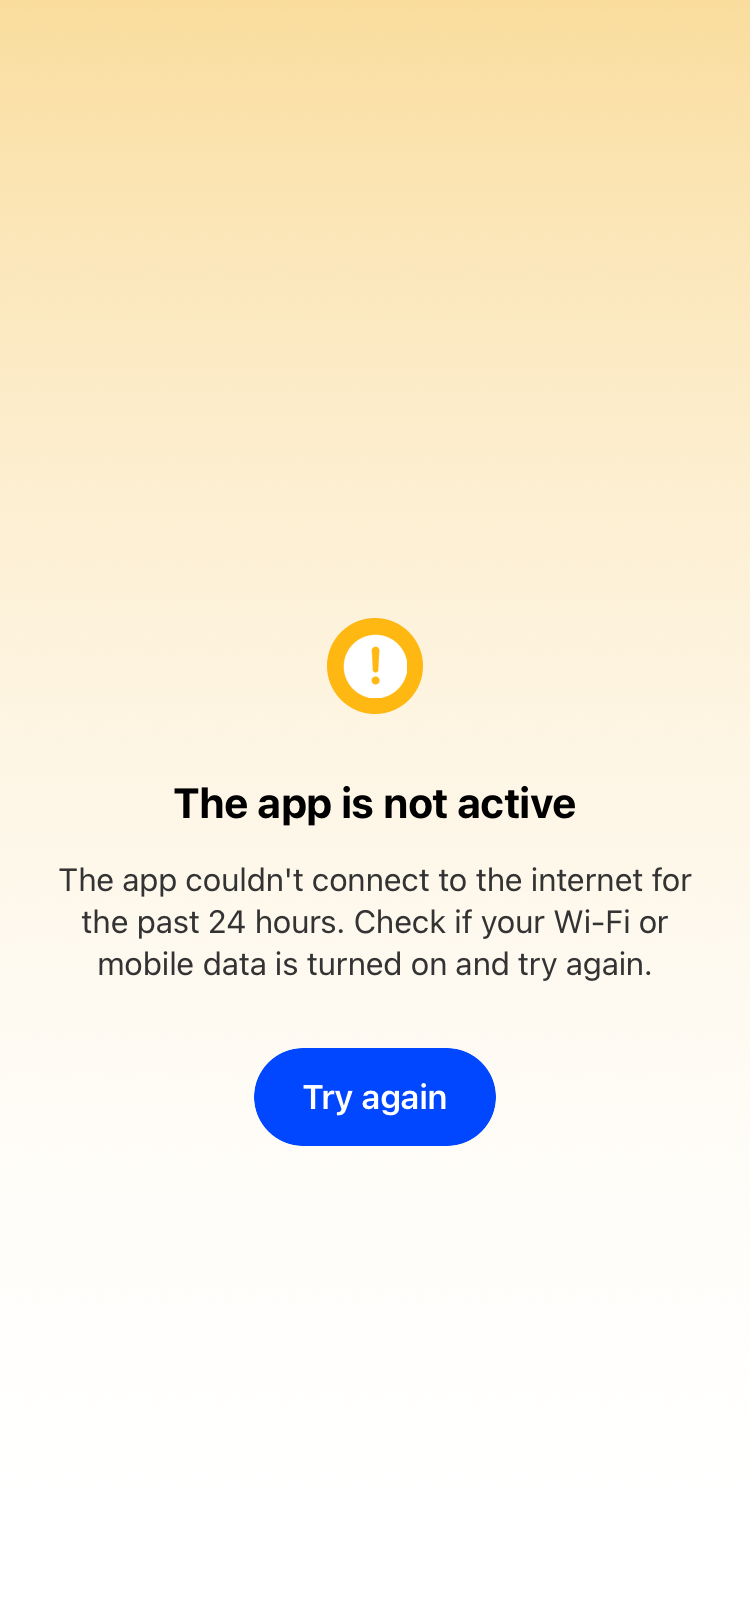 The app is not active
The app couldn't connect to the internet for
the past 24 hours. Check if your Wi-Fi or
mobile data is turned on and try again.
Try again